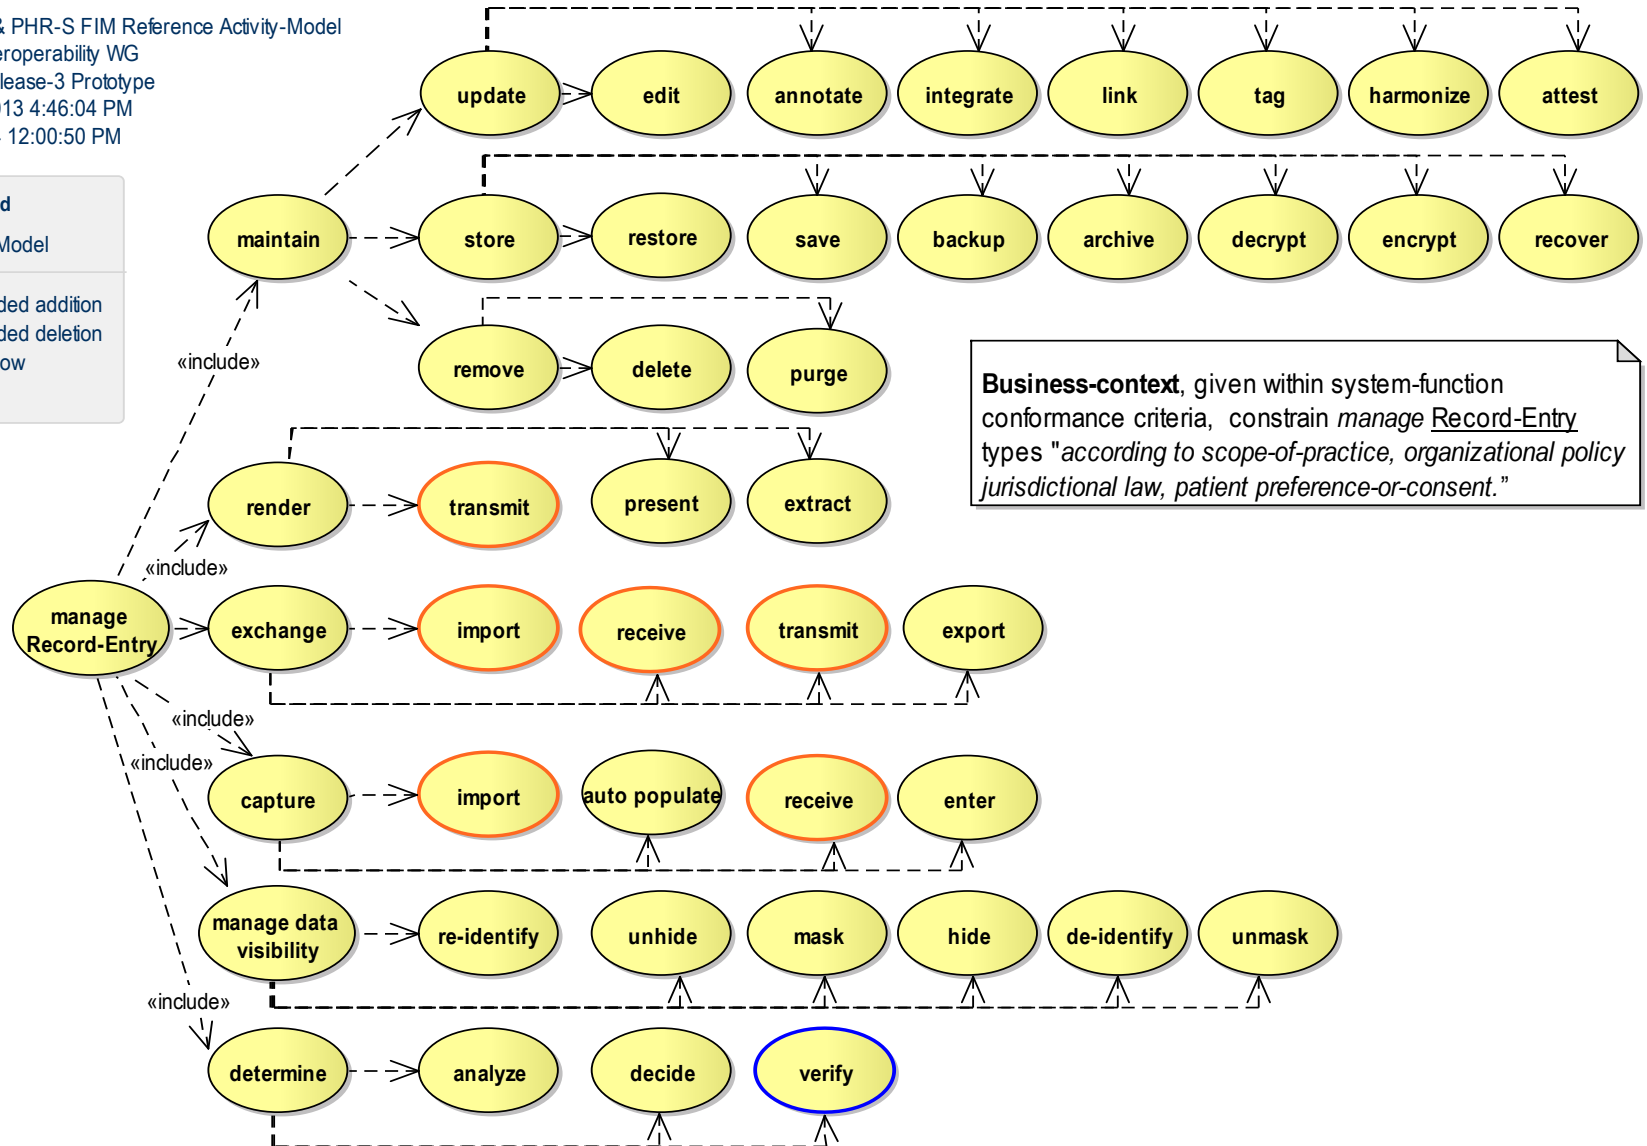 & PHR-S FIM Reference Activity-Model
eroperability WG
lease-3 Prototype
013 4:46:04 PM
12:00:50 PM
d
Model
ded addition
ded deletion
ow
update
edit
annotate
integrate
link
tag
harmonize
attest
maintain
store
restore
save
backup
archive
decrypt
encrypt
recover
«include»
remove
delete
purge
Business-context, given within system-function
conformance criteria, constrain manage Record-Entry
types "according to scope-of-practice, organizational policy
jurisdictional law, patient preference-or-consent.”
render
transmit
present
extract
«include»
manage
Record-Entry
exchange
import
receive
transmit
export
«include»
«include»
capture
import
auto populate
receive
enter
manage data
visibility
re-identify
unhide
mask
hide
de-identify
unmask
«include»
determine
analyze
decide
verify